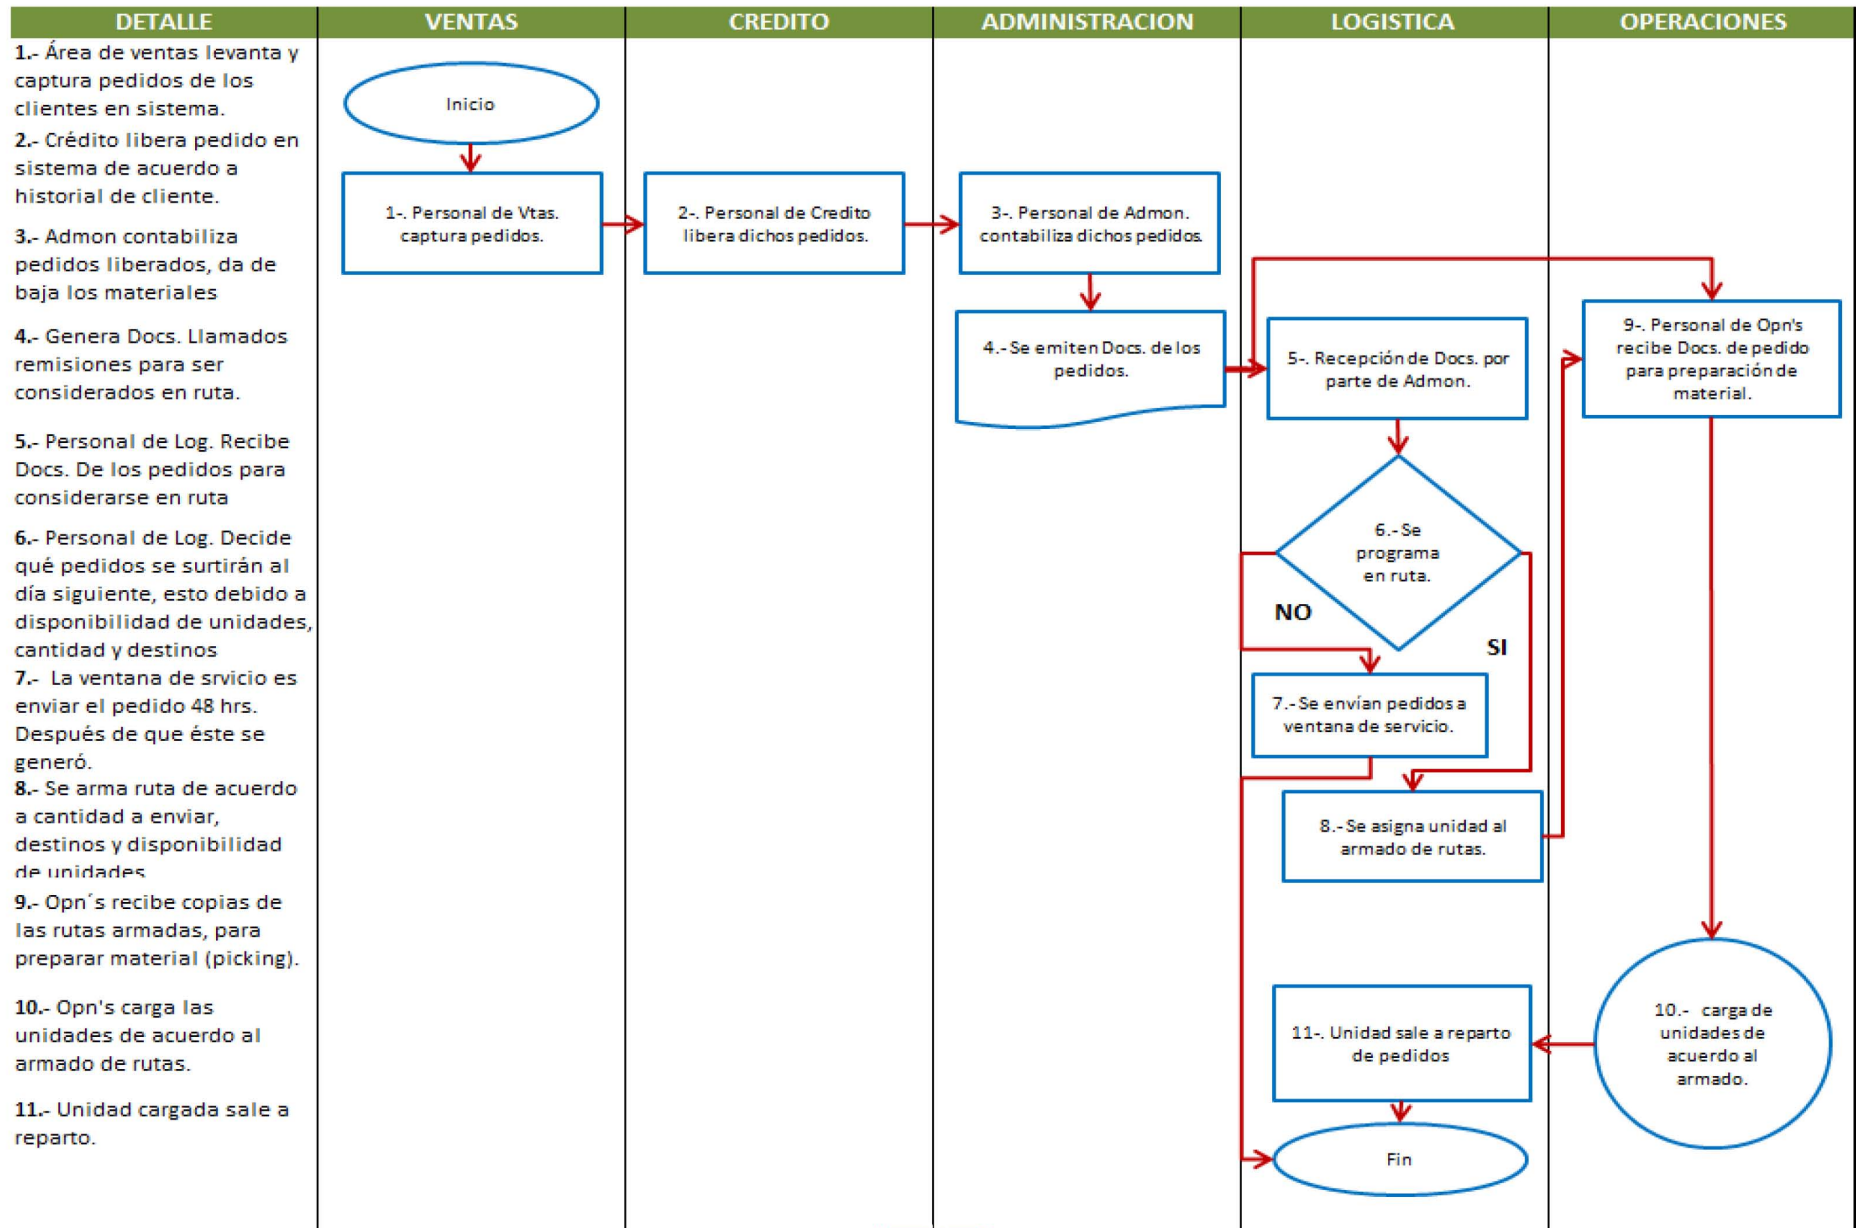 DETALLE
VENTAS
CREDITO
ADMINISTRACION
LOGISTICA
OPERACIONES
1.- Área de ventas levanta y
captura pedidos de los
clientes en sistema.
2.- Crédito libera pedido en
sistema de acuerdo a
historial de cliente.
3.- Admon contabiliza
pedidos liberados, da de
baja los materiales
4.- Genera Docs. Llamados
remisiones para ser
considerados en ruta.
5.- Personal de Log. Recibe
Docs. De los pedidos para
considerarse en ruta
6.- Personal de Log. Decide
qué pedidos se surtirán al
día siguiente, esto debido a
disponibilidad de unidades,
cantidad y destinos
7.- La ventana de srvicio es
enviar el pedido 48 hrs.
Después de que éste se
generó.
8.- Se arma ruta de acuerdo
a cantidad a enviar,
destinos y disponibilidad
de unidades
9.- Opn´s recibe copias de
las rutas armadas, para
preparar material (picking).
10.- Opn's carga las
unidades de acuerdo al
armado de rutas.
11.- Unidad cargada sale a
reparto.
Inicio
1-. Personal de Vtas.
captura pedidos.
2-. Personal de Credito
libera dichos pedidos.
3-. Personal de Admon.
contabiliza dichos pedidos.
4.- Se emiten Docs. de los
pedidos.
5-. Recepción de Docs. por
parte de Admon.
6.- Se
programa
en ruta.
NO
SI
7.- Se envían pedidos a
ventana de servicio.
8.- Se asigna unidad al
armado de rutas.
9-. Personal de Opn's
recibe Docs. de pedido
para preparación de
material.
10.- carga de
unidades de
acuerdo al
armado.
11-. Unidad sale a reparto
de pedidos
Fin